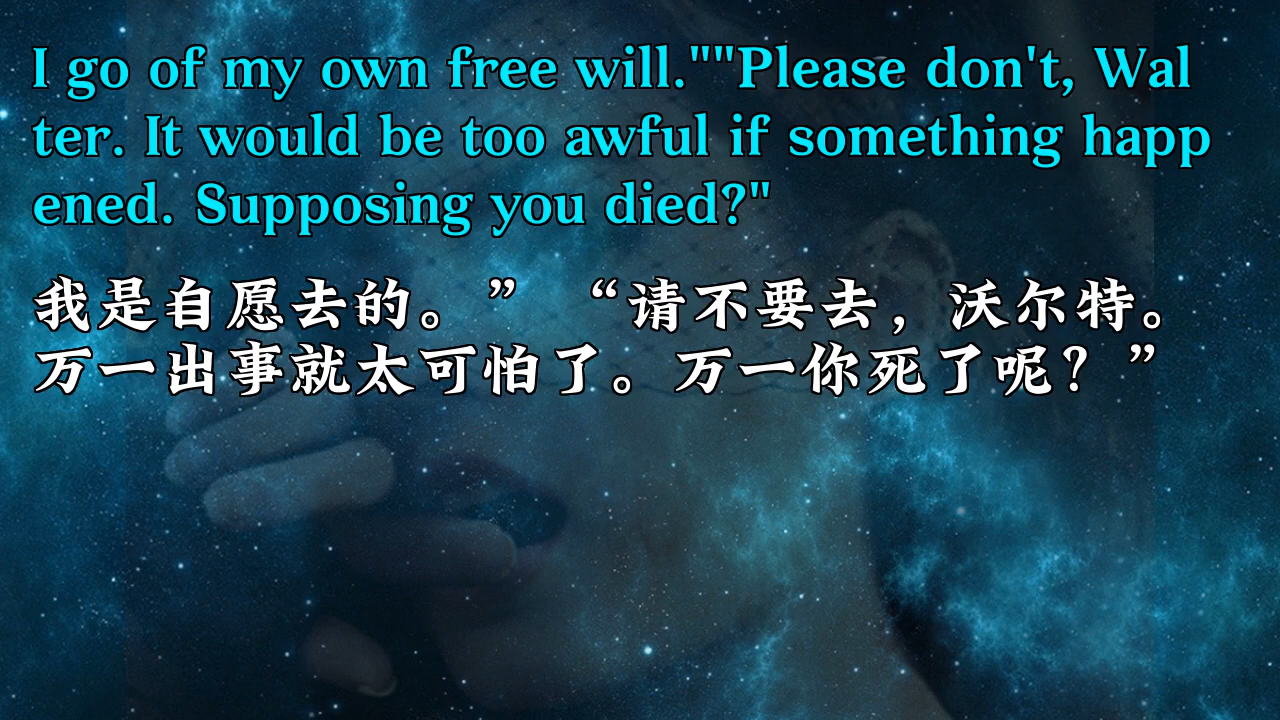 I go of my own free will.""Please don't, Wal
ter. It would be too awful if something happ
ened. Supposing you died?"
我是自愿去的。” “请不要去，沃尔特。
万一出事就太可怕了。万一你死了呢？”